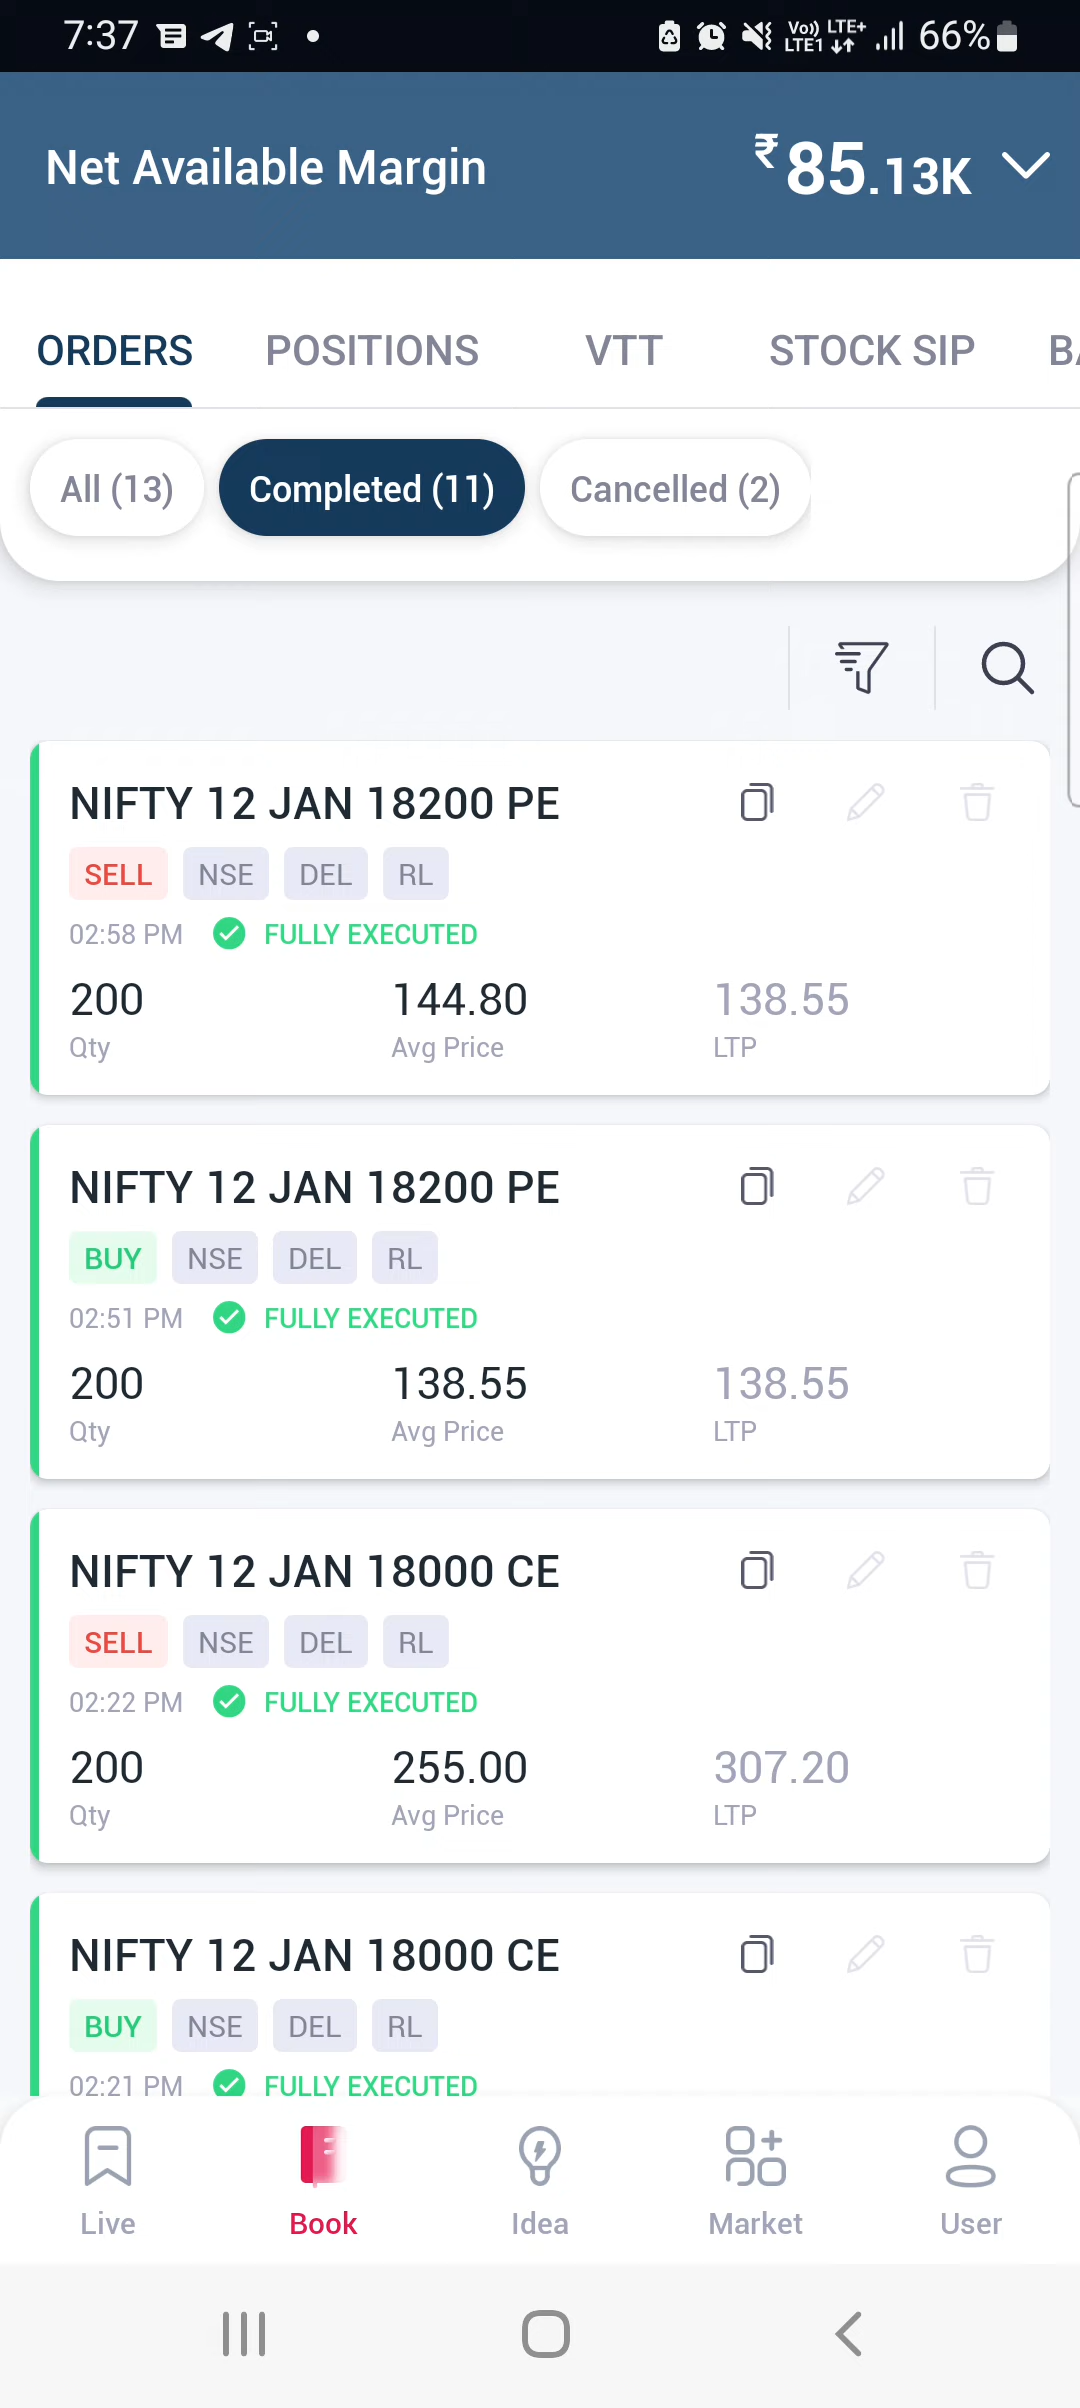 7:37 Vo)) LTE+ LTE1 66%
Net Available Margin ₹85.13K
ORDERS POSITIONS VTT STOCK SIP BA
All (13) Completed (11) Cancelled (2)
NIFTY 12 JAN 18200 PE
SELL NSE DEL RL
02:58 PM FULLY EXECUTED
200 144.80 138.55
Qty Avg Price LTP
NIFTY 12 JAN 18200 PE
BUY NSE DEL RL
02:51 PM FULLY EXECUTED
200 138.55 138.55
Qty Avg Price LTP
NIFTY 12 JAN 18000 CE
SELL NSE DEL RL
02:22 PM FULLY EXECUTED
200 255.00 307.20
Qty Avg Price LTP
NIFTY 12 JAN 18000 CE
BUY NSE DEL RL
02:21 PM FULLY EXECUTED
Live Book Idea Market User